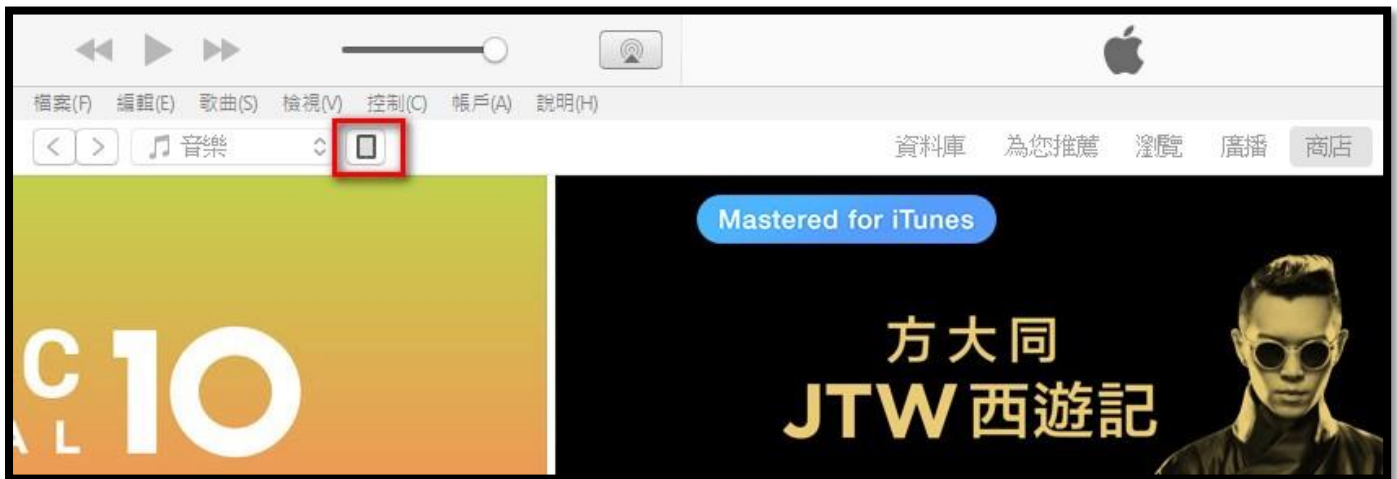 檔案(F) 編輯(E) 歌曲(S) 檢視(V) 控制(C) 帳戶(A) 說明(H)
音樂 資料庫 為您推薦 瀏覽 廣播 商店
Mastered for iTunes
方大同
JTW 西遊記
C 10
A L